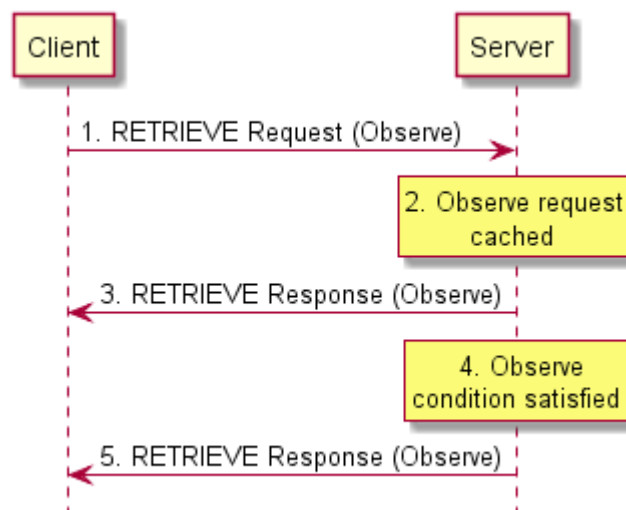 Client
Server
1. RETRIEVE Request (Observe)
2. Observe request
cached
3. RETRIEVE Response (Observe)
4. Observe
condition satisfied
5. RETRIEVE Response (Observe)